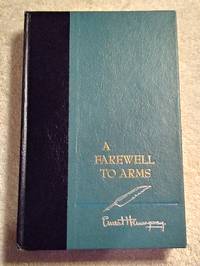 A
FAREWELL
TO ARMS
Ernest Hemingway